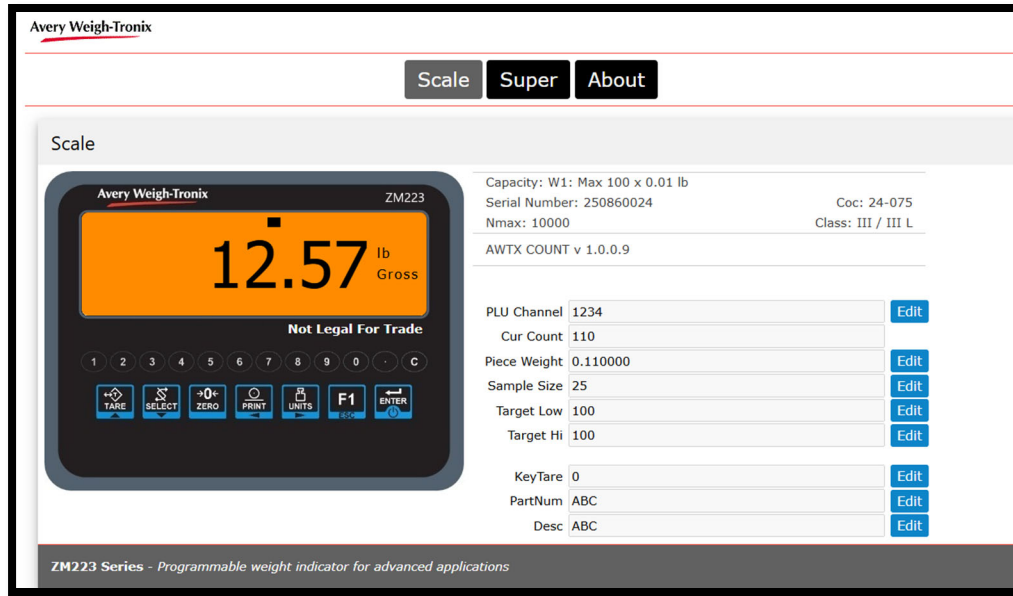 Avery Weigh-Tronix
Scale Super About
Scale
Avery Weigh-Tronix ZM223
12.57 lb
Gross
Not Legal For Trade
1 2 3 4 5 6 7 8 9 0 . C
TARE SELECT →0← ZERO PRINT UNITS F1 ESC ENTER
Capacity: W1: Max 100 x 0.01 lb
Serial Number: 250860024 Coc: 24-075
Nmax: 10000 Class: III / III L
AWTX COUNT v 1.0.0.9
PLU Channel 1234 Edit
Cur Count 110
Piece Weight 0.110000 Edit
Sample Size 25 Edit
Target Low 100 Edit
Target Hi 100 Edit
KeyTare 0 Edit
PartNum ABC Edit
Desc ABC Edit
ZM223 Series - Programmable weight indicator for advanced applications